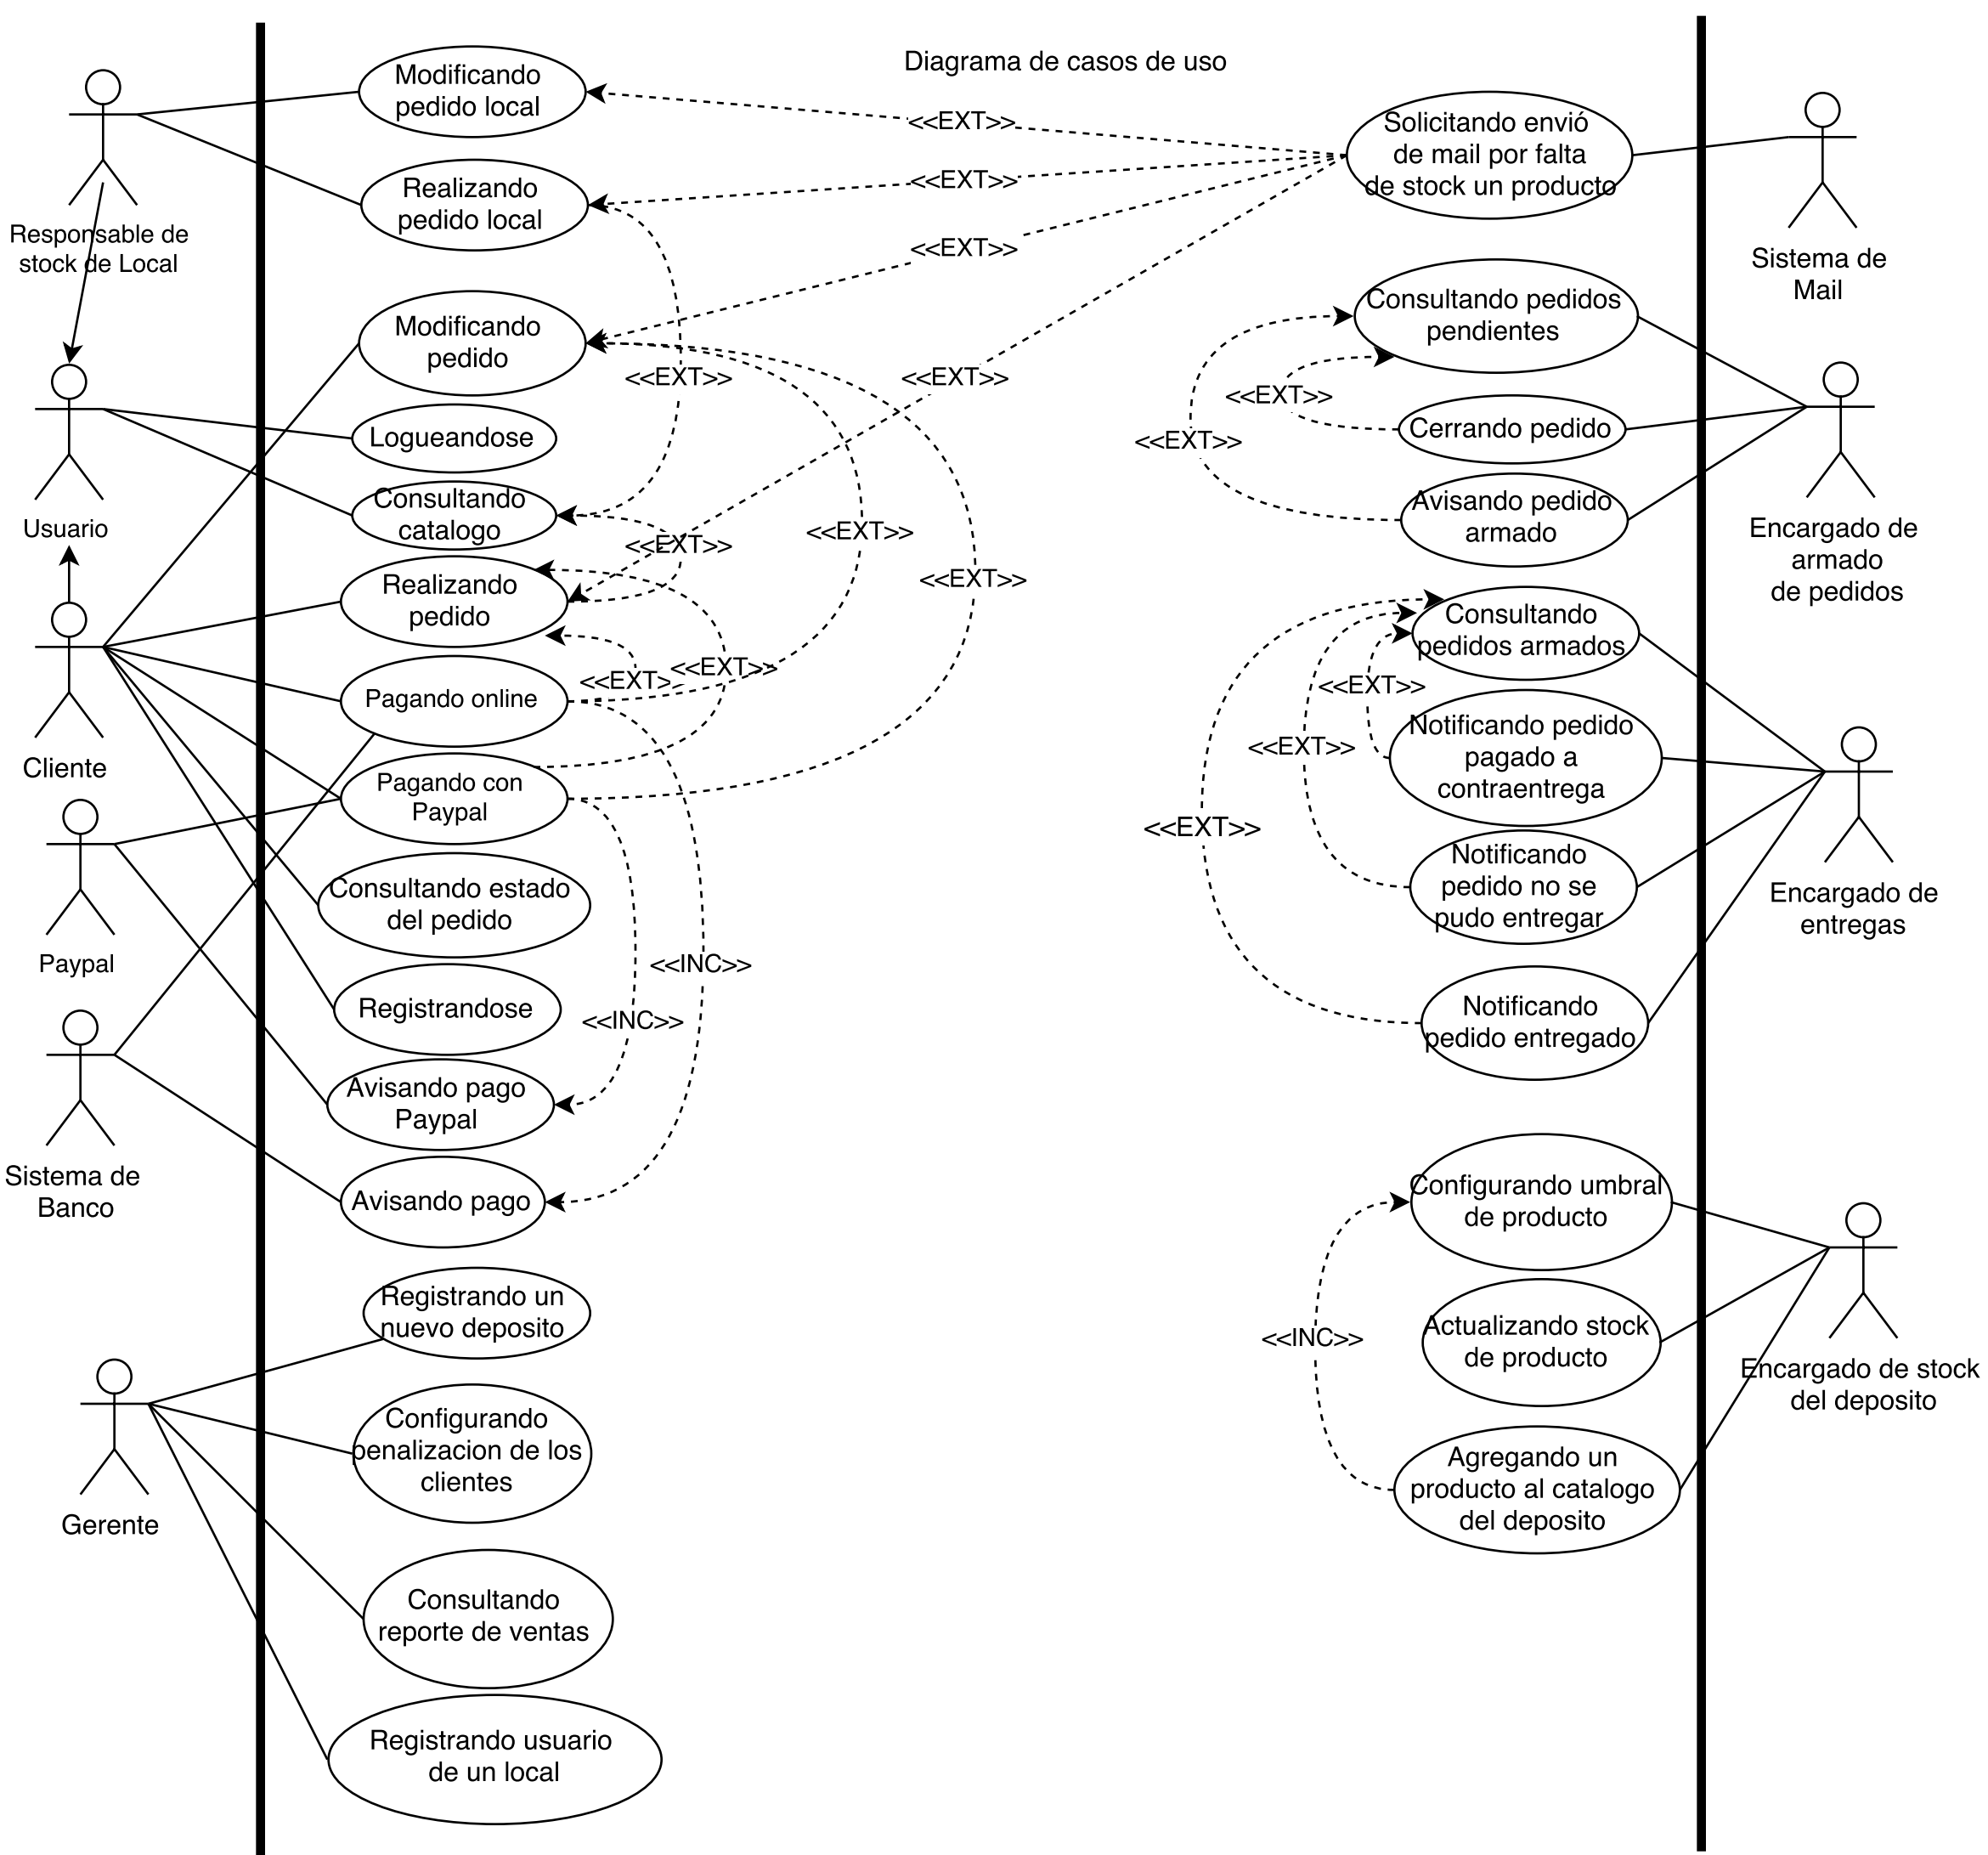 Diagrama de casos de uso
Responsable de
stock de Local
Usuario
Cliente
Paypal
Sistema de
Banco
Gerente
Modificando
pedido local
Realizando
pedido local
Modificando
pedido
Logueandose
Consultando
catalogo
Realizando
pedido
Pagando online
Pagando con
Paypal
Consultando estado
del pedido
Registrandose
Avisando pago
Paypal
Avisando pago
Registrando un
nuevo deposito
Configurando
penalizacion de los
clientes
Consultando
reporte de ventas
Registrando usuario
de un local
<<EXT>>
<<EXT>>
<<EXT>>
<<EXT>>
<<EXT>>
<<EXT>>
<<EXT>>
<<EXT>>
<<EXT>>
<<EXT>>
<<INC>>
<<INC>>
Solicitando envió
de mail por falta
de stock un producto
Consultando pedidos
pendientes
<<EXT>>
<<EXT>>
Cerrando pedido
Avisando pedido
armado
Consultando
pedidos armados
<<EXT>>
<<EXT>>
<<EXT>>
Notificando pedido
pagado a
contraentrega
Notificando
pedido no se
pudo entregar
Notificando
pedido entregado
Configurando umbral
de producto
<<INC>>
Actualizando stock
de producto
Agregando un
producto al catalogo
del deposito
Sistema de
Mail
Encargado de
armado
de pedidos
Encargado de
entregas
Encargado de stock
del deposito